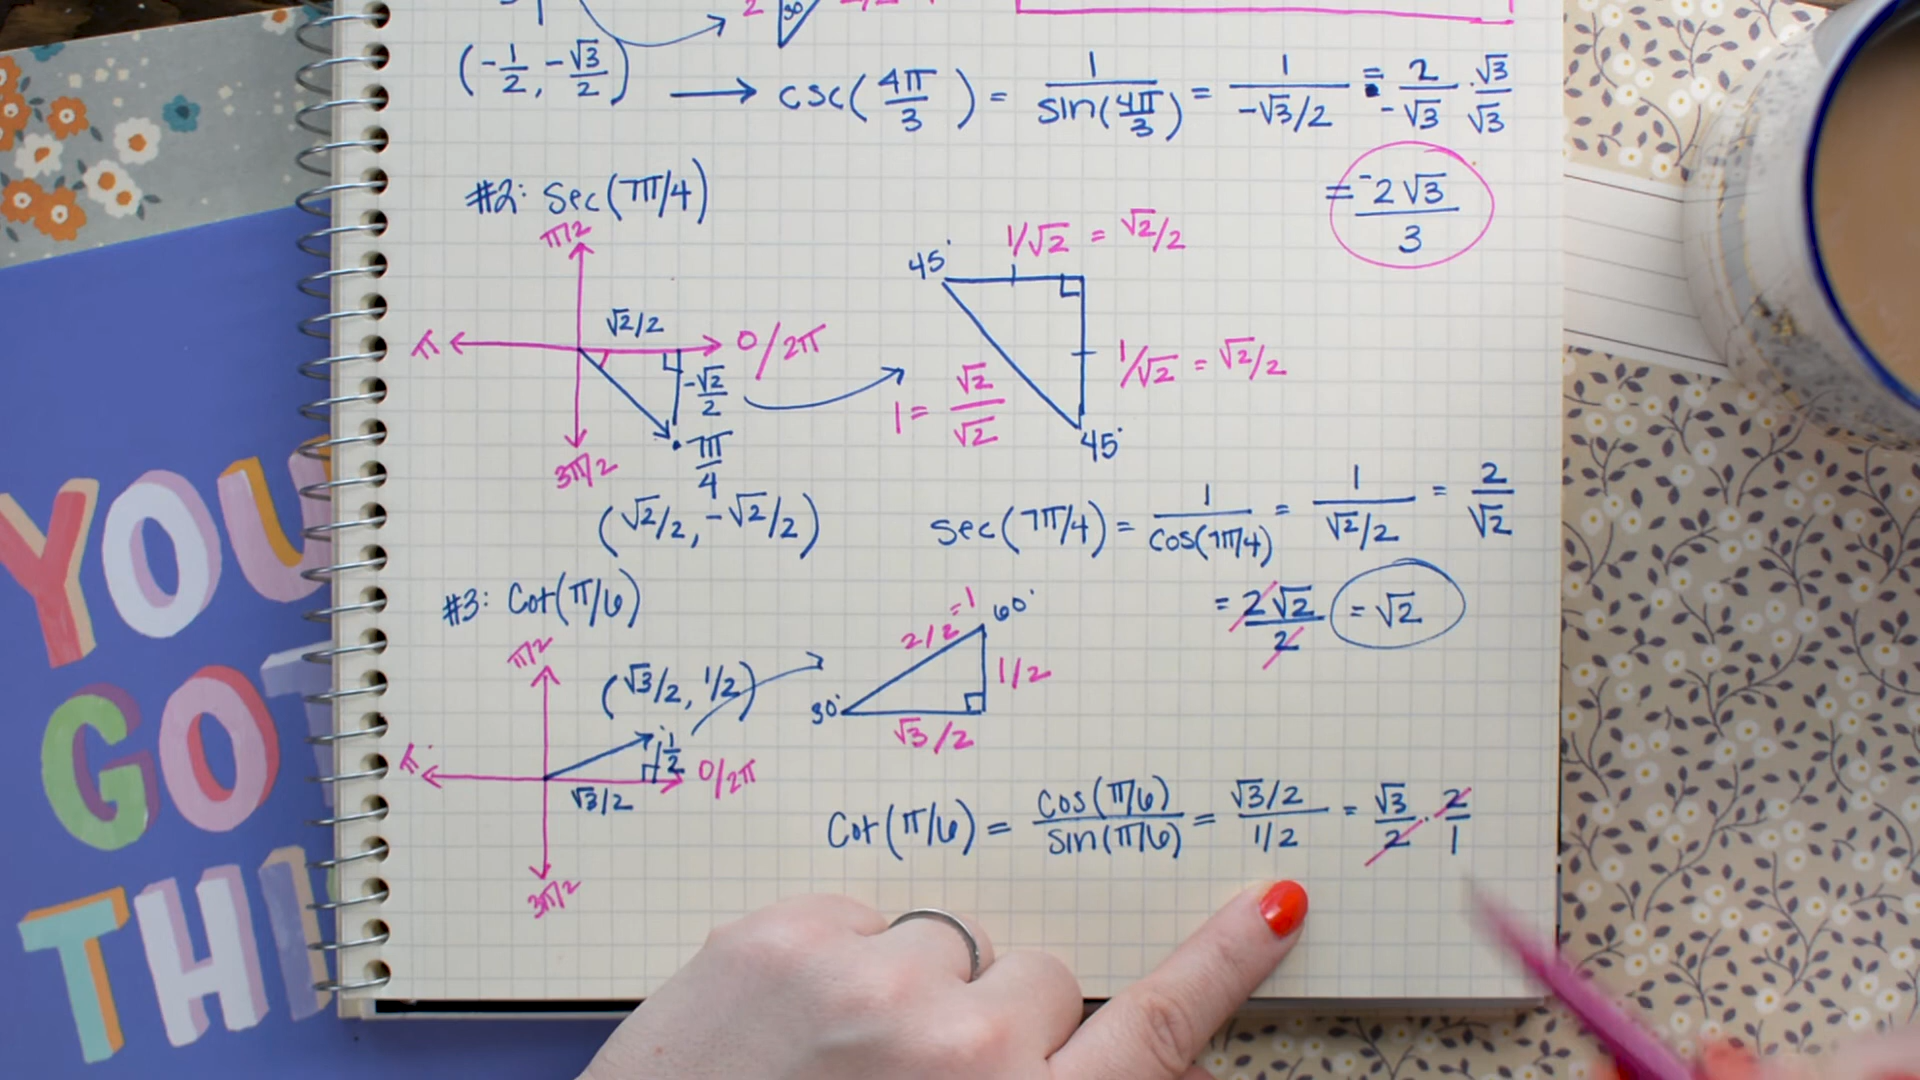 (-1/2, -√3/2) → csc(4π/3) = 1/sin(4π/3) = 1/-√3/2 = 2/-√3 · √3/√3
= -2√3/3
#2: Sec(7π/4)
π/2
π
0/2π
3π/2
√2/2
-√2/2
7π/4
(√2/2, -√2/2)
45°
1/√2 = √2/2
1/√2 = √2/2
1 = √2/√2
45°
sec(7π/4) = 1/cos(7π/4) = 1/√2/2 = 2/√2
= 2√2/2 = √2
#3: Cot(π/6)
π/2
(√3/2, 1/2)
π
1/2
0/2π
√3/2
3π/2
2/2 = 1
60°
1/2
30°
√3/2
Cot(π/6) = cos(π/6)/sin(π/6) = √3/2/1/2 = √3/2 · 2/1
YOU
GOT
THI